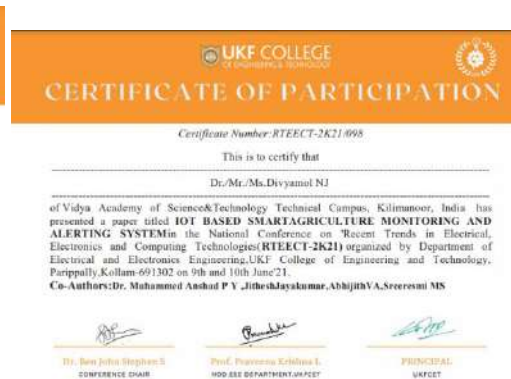 UKF COLLEGE
OF ENGINEERING & TECHNOLOGY
CERTIFICATE OF PARTICIPATION
Certificate Number:RTEECT-2K21/098
This is to certify that
Dr./Mr./Ms.Divyamol NJ
of Vidya Academy of Science&Technology Technical Campus, Kilimanoor, India has
presented a paper titled IOT BASED SMARTAGRICULTURE MONITORING AND
ALERTING SYSTEMin the National Conference on 'Recent Trends in Electrical,
Electronics and Computing Technologies(RTEECT-2K21) organized by Department of
Electrical and Electronics Engineering,UKF College of Engineering and Technology,
Parippally,Kollam-691302 on 9th and 10th June'21.
Co-Authors:Dr. Muhammed Anshad P Y ,JitheshJayakumar,AbhijithVA,Sreeresmi MS
Dr. Ben John Stephen S
Prof. Praveena Krishna L
PRINCIPAL
CONFERENCE CHAIR
HOD.EEE DEPARTMENT,UKFCET
UKFCET